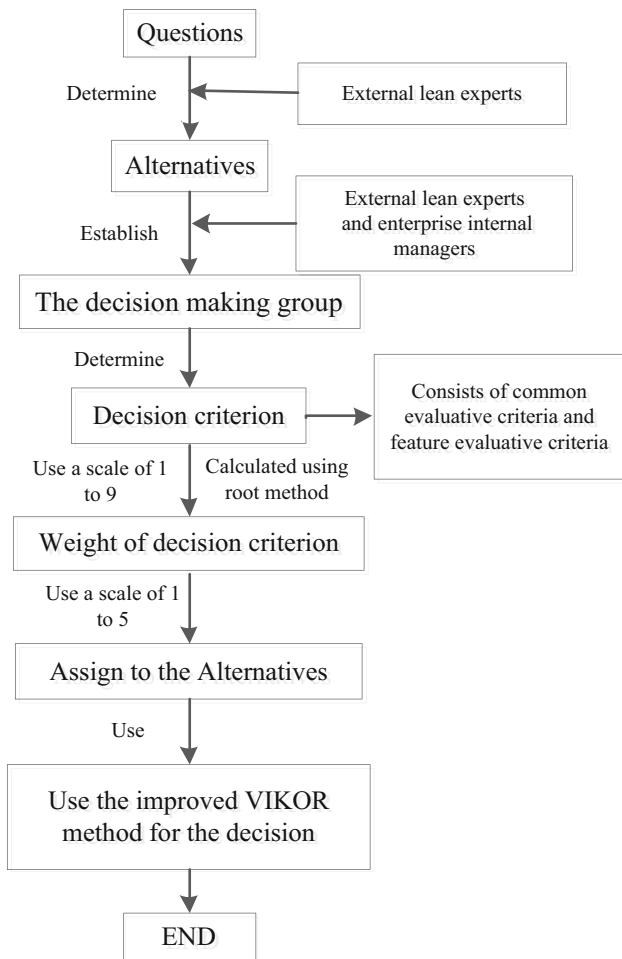 Questions
Determine
External lean experts
Alternatives
External lean experts
and enterprise internal
managers
Establish
The decision making group
Determine
Decision criterion
Consists of common
evaluative criteria and
feature evaluative criteria
Use a scale of 1
to 9
Calculated using
root method
Weight of decision criterion
Use a scale of 1
to 5
Assign to the Alternatives
Use
Use the improved VIKOR
method for the decision
END